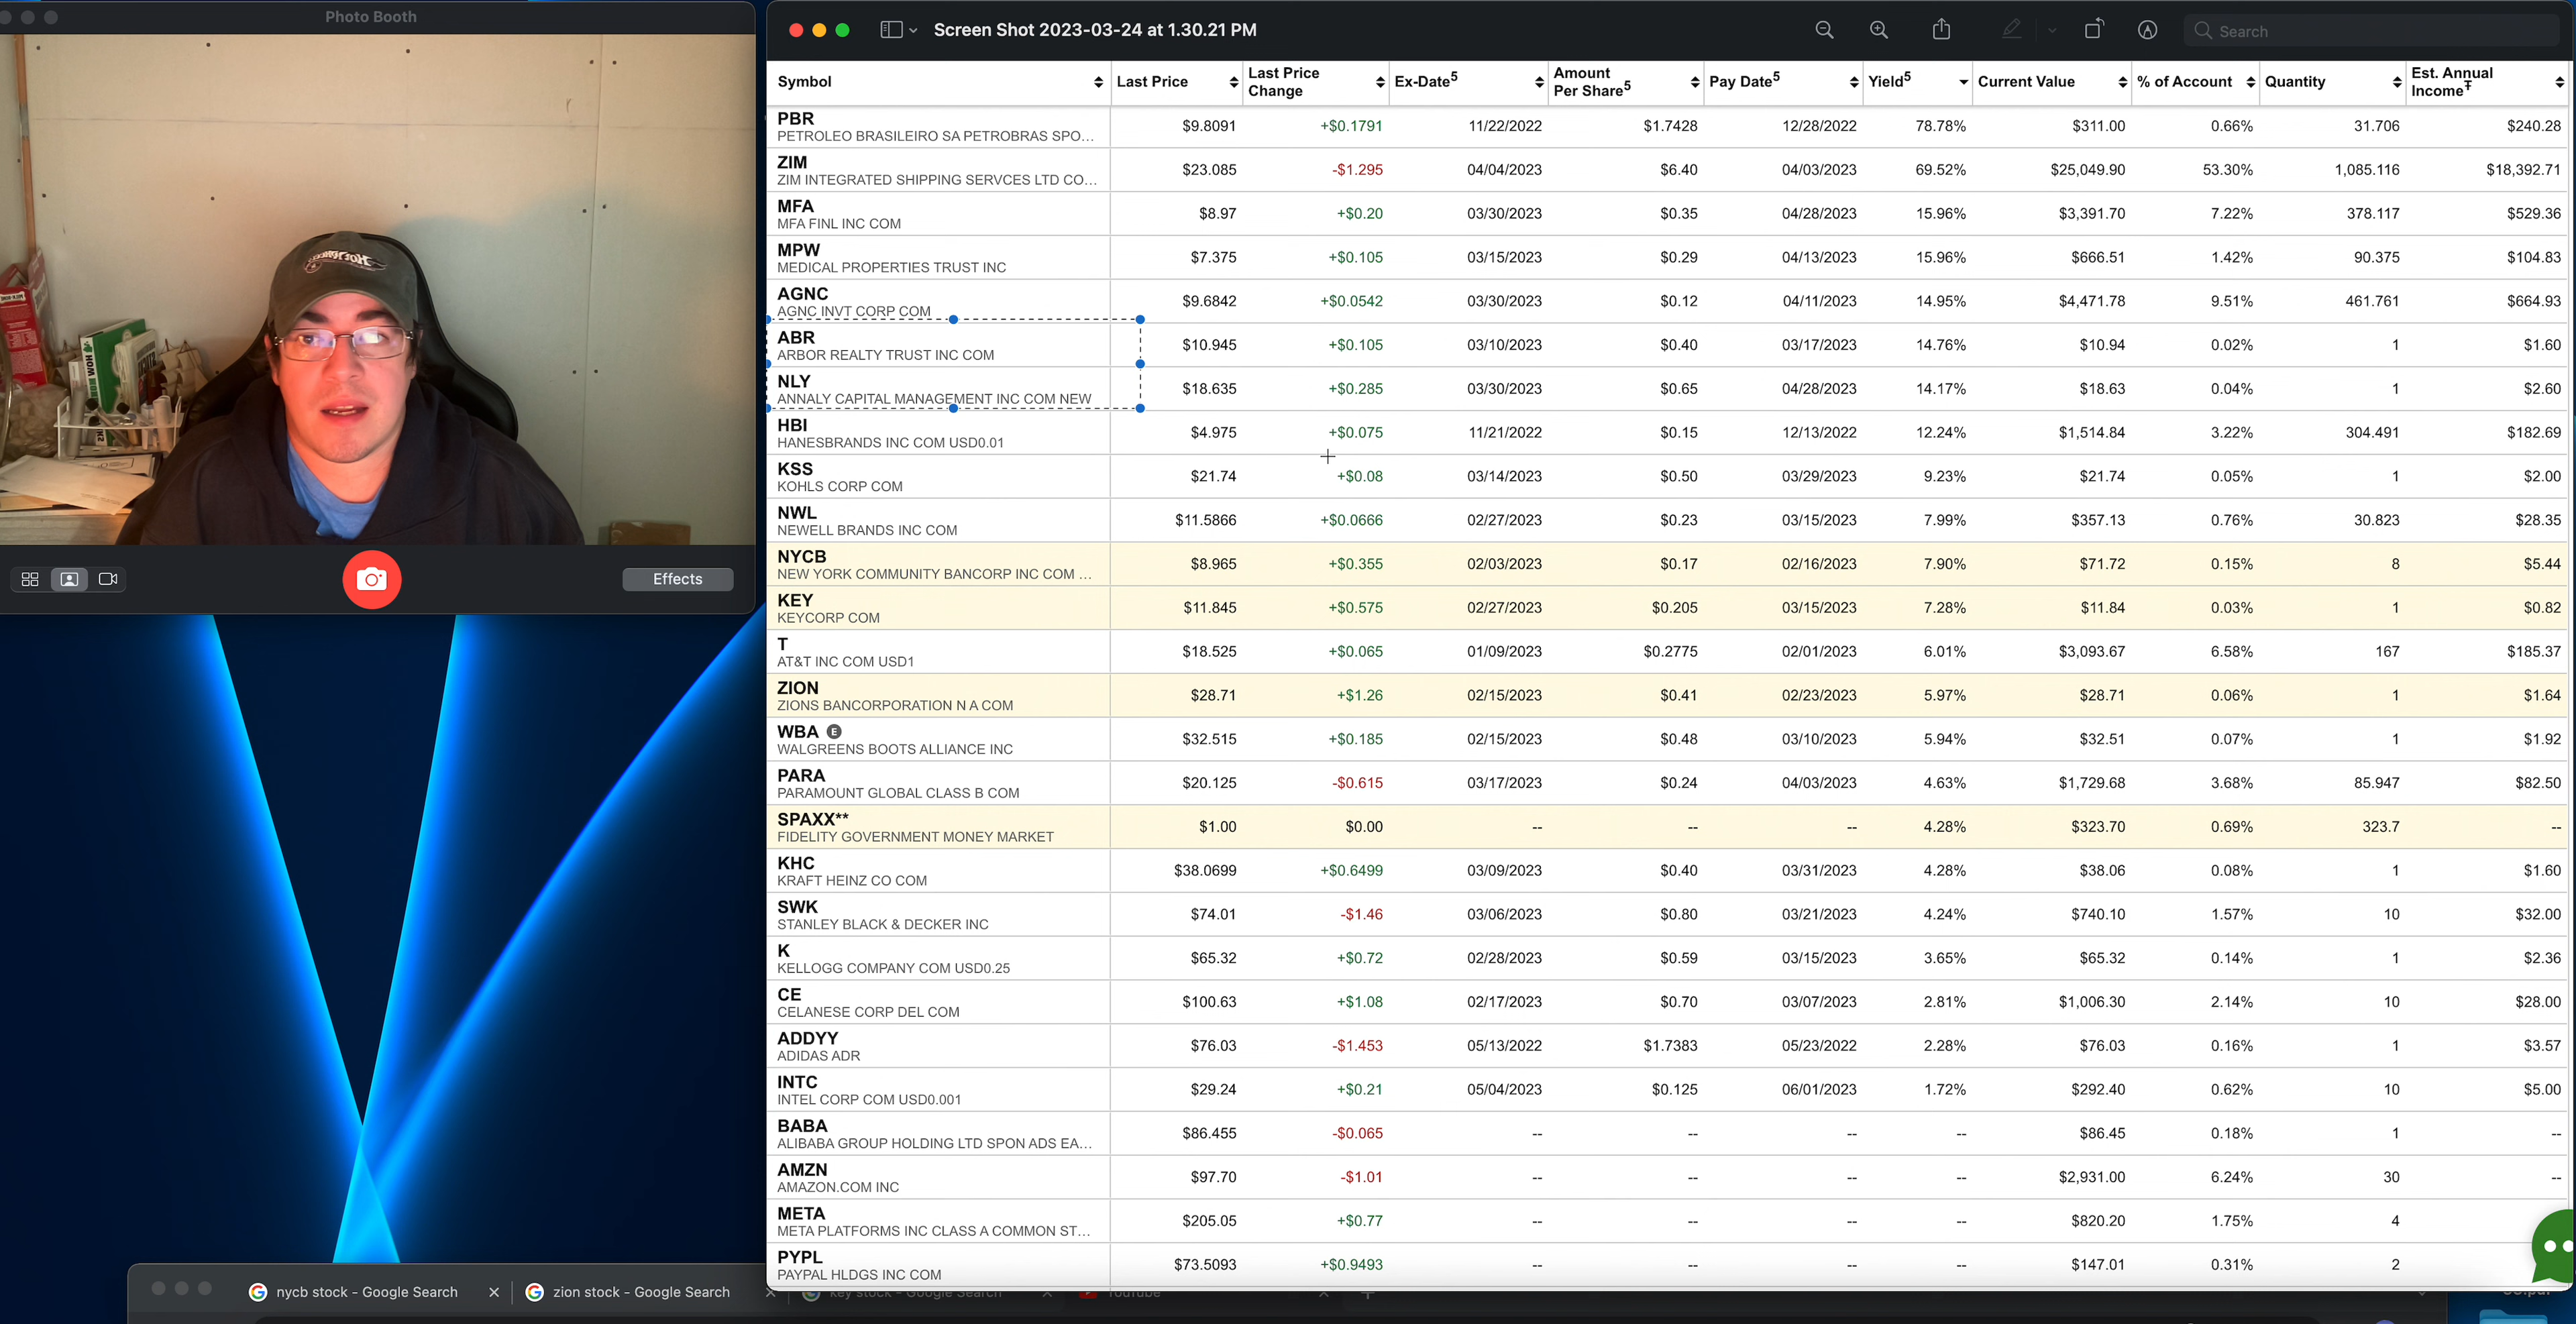 Photo Booth
Effects
Screen Shot 2023-03-24 at 1.30.21 PM
Search
Symbol Last Price Last Price Change Ex-Date5 Amount Per Share5 Pay Date5 Yield5 Current Value % of Account Quantity Est. Annual Income‡
PBR $9.8091 +$0.1791 11/22/2022 $1.7428 12/28/2022 78.78% $311.00 0.66% 31.706 $240.28
PETROLEO BRASILEIRO SA PETROBRAS SPO...
ZIM $23.085 -$1.295 04/04/2023 $6.40 04/03/2023 69.52% $25,049.90 53.30% 1,085.116 $18,392.71
ZIM INTEGRATED SHIPPING SERVCES LTD CO...
MFA $8.97 +$0.20 03/30/2023 $0.35 04/28/2023 15.96% $3,391.70 7.22% 378.117 $529.36
MFA FINL INC COM
MPW $7.375 +$0.105 03/15/2023 $0.29 04/13/2023 15.96% $666.51 1.42% 90.375 $104.83
MEDICAL PROPERTIES TRUST INC
AGNC $9.6842 +$0.0542 03/30/2023 $0.12 04/11/2023 14.95% $4,471.78 9.51% 461.761 $664.93
AGNC INVT CORP COM
ABR $10.945 +$0.105 03/10/2023 $0.40 03/17/2023 14.76% $10.94 0.02% 1 $1.60
ARBOR REALTY TRUST INC COM
NLY $18.635 +$0.285 03/30/2023 $0.65 04/28/2023 14.17% $18.63 0.04% 1 $2.60
ANNALY CAPITAL MANAGEMENT INC COM NEW
HBI $4.975 +$0.075 11/21/2022 $0.15 12/13/2022 12.24% $1,514.84 3.22% 304.491 $182.69
HANESBRANDS INC COM USD0.01
KSS $21.74 +$0.08 03/14/2023 $0.50 03/29/2023 9.23% $21.74 0.05% 1 $2.00
KOHLS CORP COM
NWL $11.5866 +$0.0666 02/27/2023 $0.23 03/15/2023 7.99% $357.13 0.76% 30.823 $28.35
NEWELL BRANDS INC COM
NYCB $8.965 +$0.355 02/03/2023 $0.17 02/16/2023 7.90% $71.72 0.15% 8 $5.44
NEW YORK COMMUNITY BANCORP INC COM ...
KEY $11.845 +$0.575 02/27/2023 $0.205 03/15/2023 7.28% $11.84 0.03% 1 $0.82
KEYCORP COM
T $18.525 +$0.065 01/09/2023 $0.2775 02/01/2023 6.01% $3,093.67 6.58% 167 $185.37
AT&T INC COM USD1
ZION $28.71 +$1.26 02/15/2023 $0.41 02/23/2023 5.97% $28.71 0.06% 1 $1.64
ZIONS BANCORPORATION N A COM
WBA E $32.515 +$0.185 02/15/2023 $0.48 03/10/2023 5.94% $32.51 0.07% 1 $1.92
WALGREENS BOOTS ALLIANCE INC
PARA $20.125 -$0.615 03/17/2023 $0.24 04/03/2023 4.63% $1,729.68 3.68% 85.947 $82.50
PARAMOUNT GLOBAL CLASS B COM
SPAXX** $1.00 $0.00 -- -- -- 4.28% $323.70 0.69% 323.7 --
FIDELITY GOVERNMENT MONEY MARKET
KHC $38.0699 +$0.6499 03/09/2023 $0.40 03/31/2023 4.28% $38.06 0.08% 1 $1.60
KRAFT HEINZ CO COM
SWK $74.01 -$1.46 03/06/2023 $0.80 03/21/2023 4.24% $740.10 1.57% 10 $32.00
STANLEY BLACK & DECKER INC
K $65.32 +$0.72 02/28/2023 $0.59 03/15/2023 3.65% $65.32 0.14% 1 $2.36
KELLOGG COMPANY COM USD0.25
CE $100.63 +$1.08 02/17/2023 $0.70 03/07/2023 2.81% $1,006.30 2.14% 10 $28.00
CELANESE CORP DEL COM
ADDYY $76.03 -$1.453 05/13/2022 $1.7383 05/23/2022 2.28% $76.03 0.16% 1 $3.57
ADIDAS ADR
INTC $29.24 +$0.21 05/04/2023 $0.125 06/01/2023 1.72% $292.40 0.62% 10 $5.00
INTEL CORP COM USD0.001
BABA $86.455 -$0.065 -- -- -- -- $86.45 0.18% 1 --
ALIBABA GROUP HOLDING LTD SPON ADS EA...
AMZN $97.70 -$1.01 -- -- -- -- $2,931.00 6.24% 30 --
AMAZON.COM INC
META $205.05 +$0.77 -- -- -- -- $820.20 1.75% 4
META PLATFORMS INC CLASS A COMMON ST...
PYPL $73.5093 +$0.9493 -- -- -- -- $147.01 0.31% 2
PAYPAL HLDGS INC COM
nycb stock - Google Search zion stock - Google Search key stock - Google Search YouTube